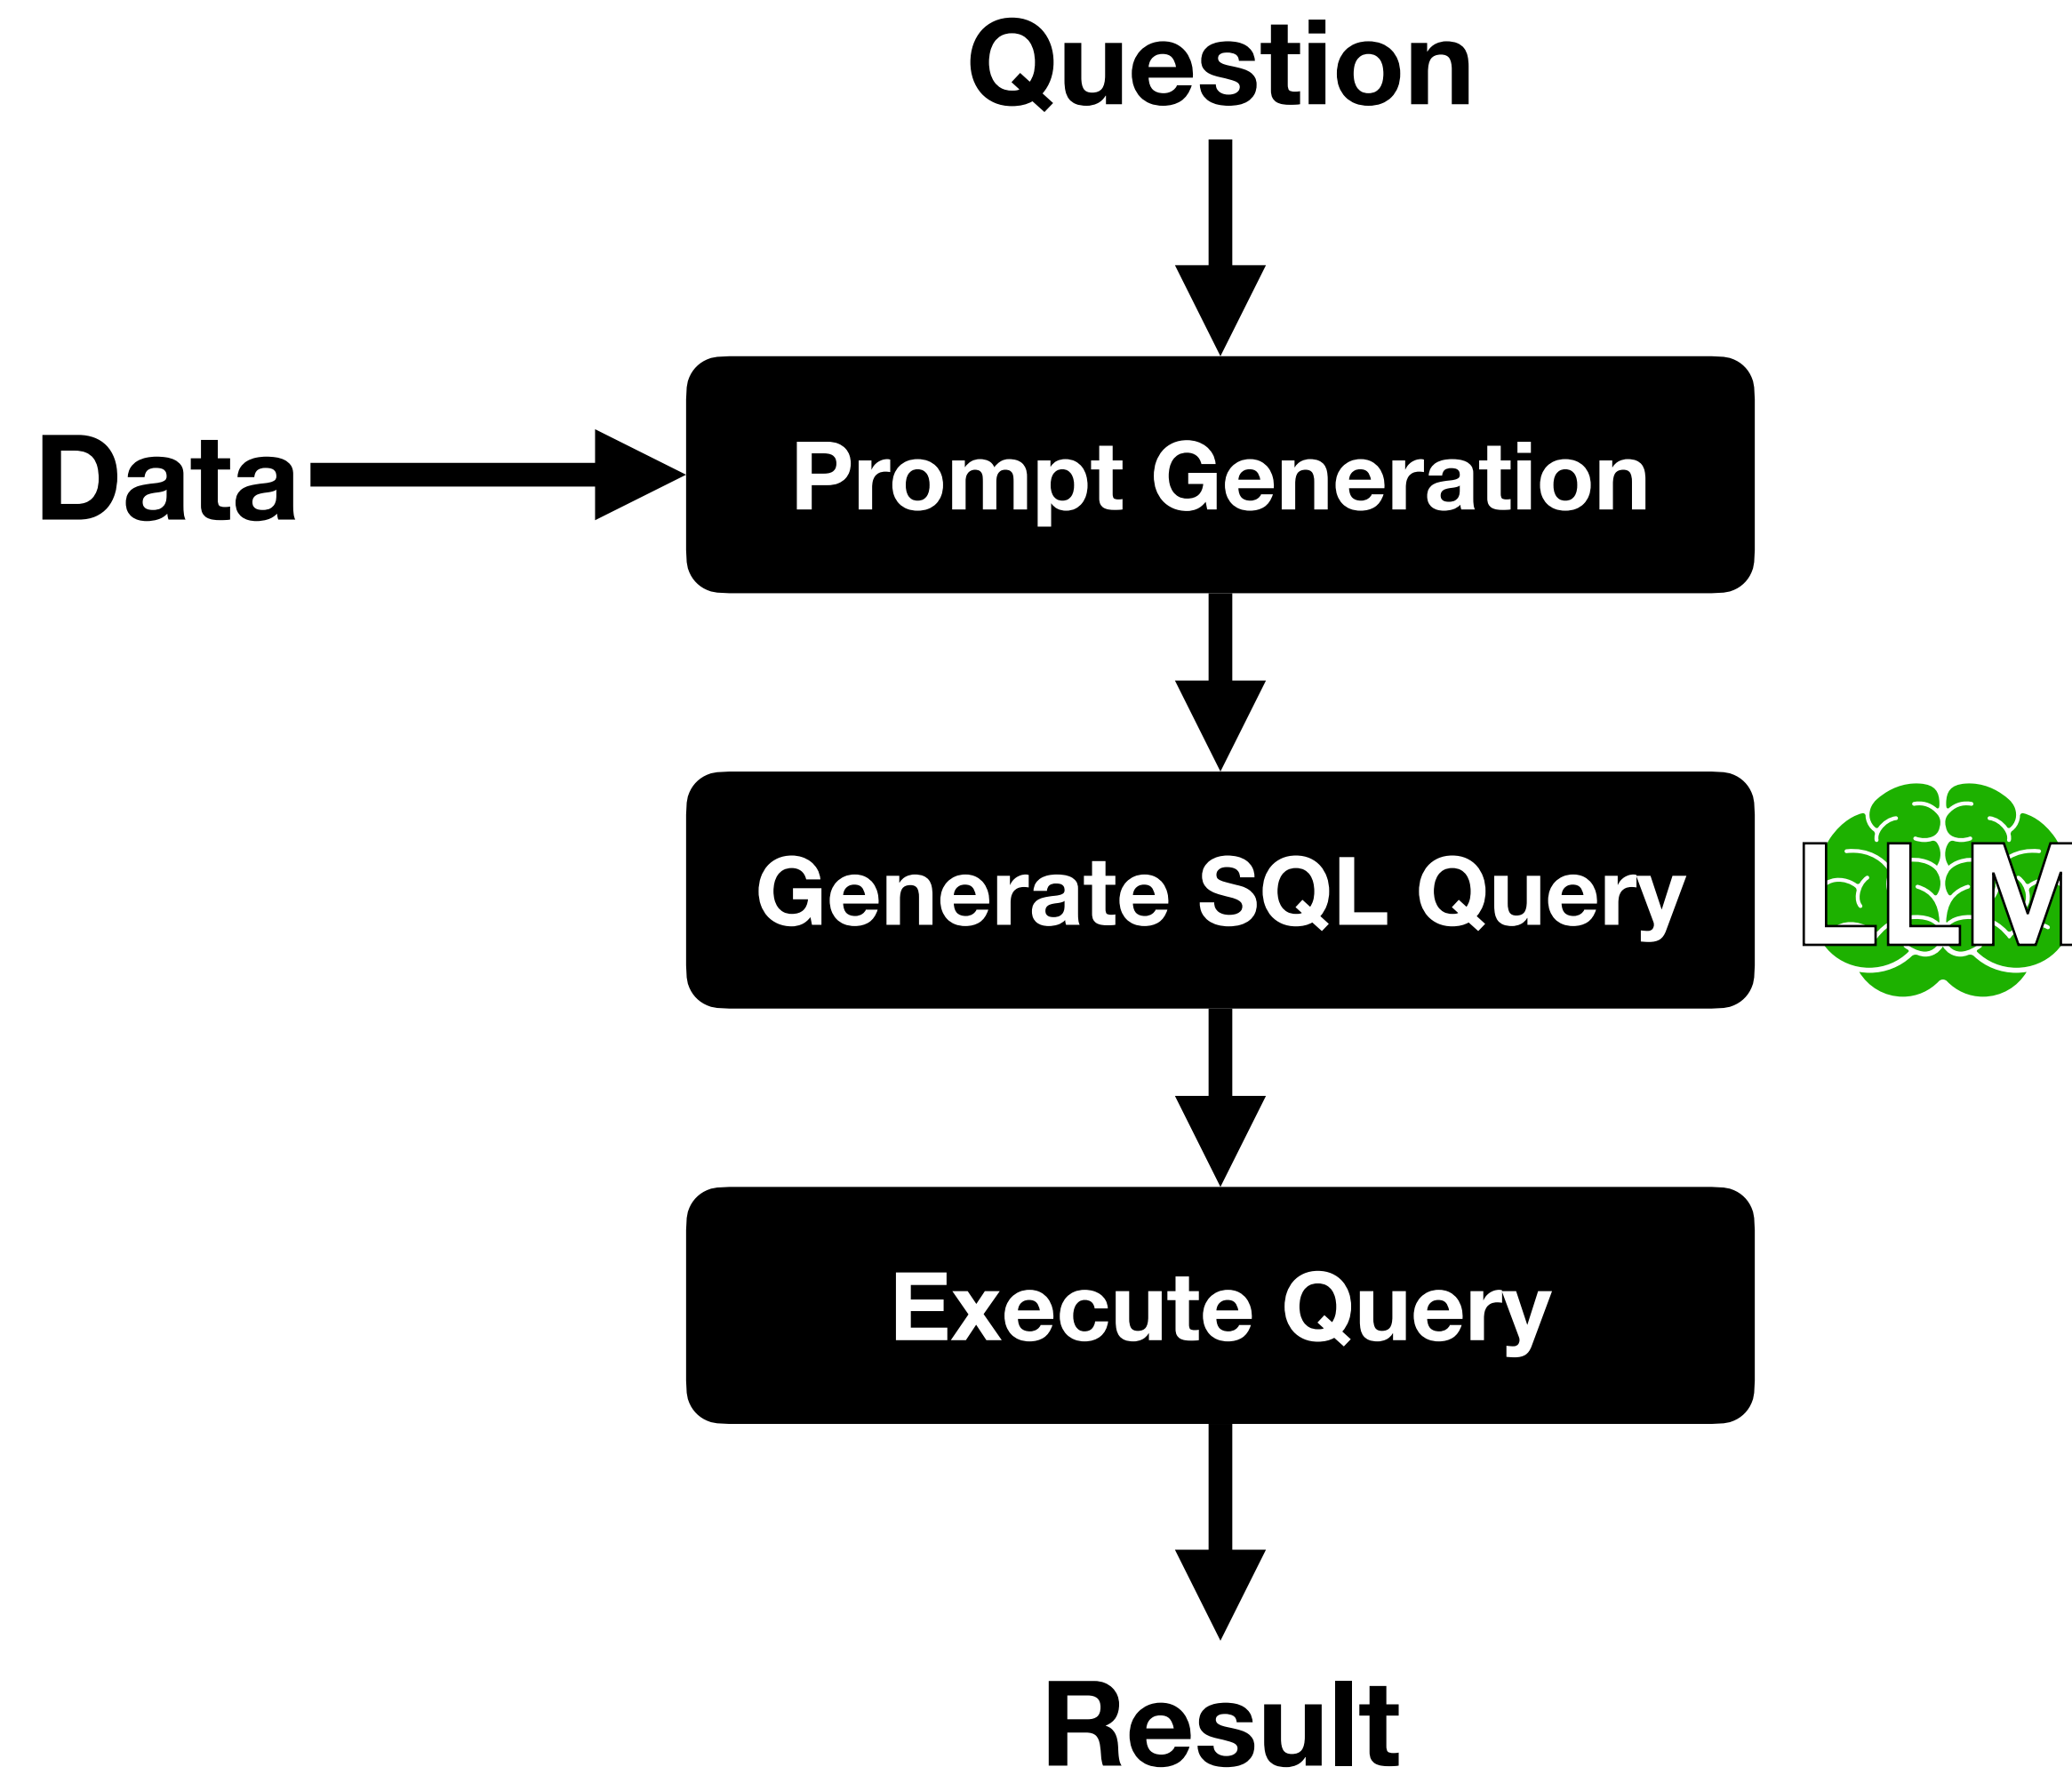 Question
Data
Prompt Generation
Generate SQL Query
LLM
Execute Query
Result